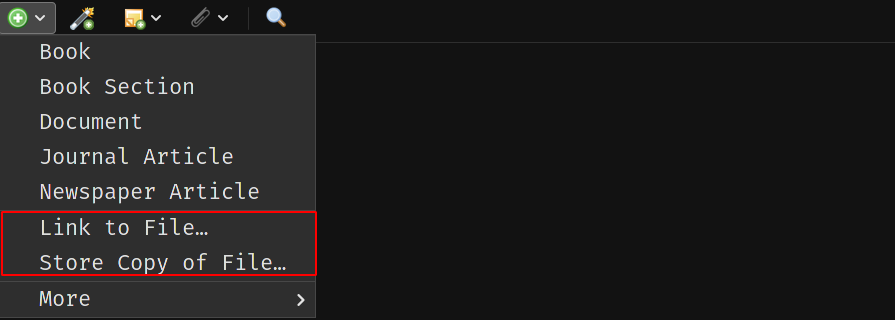 Book
Book Section
Document
Journal Article
Newspaper Article
Link to File…
Store Copy of File…
More